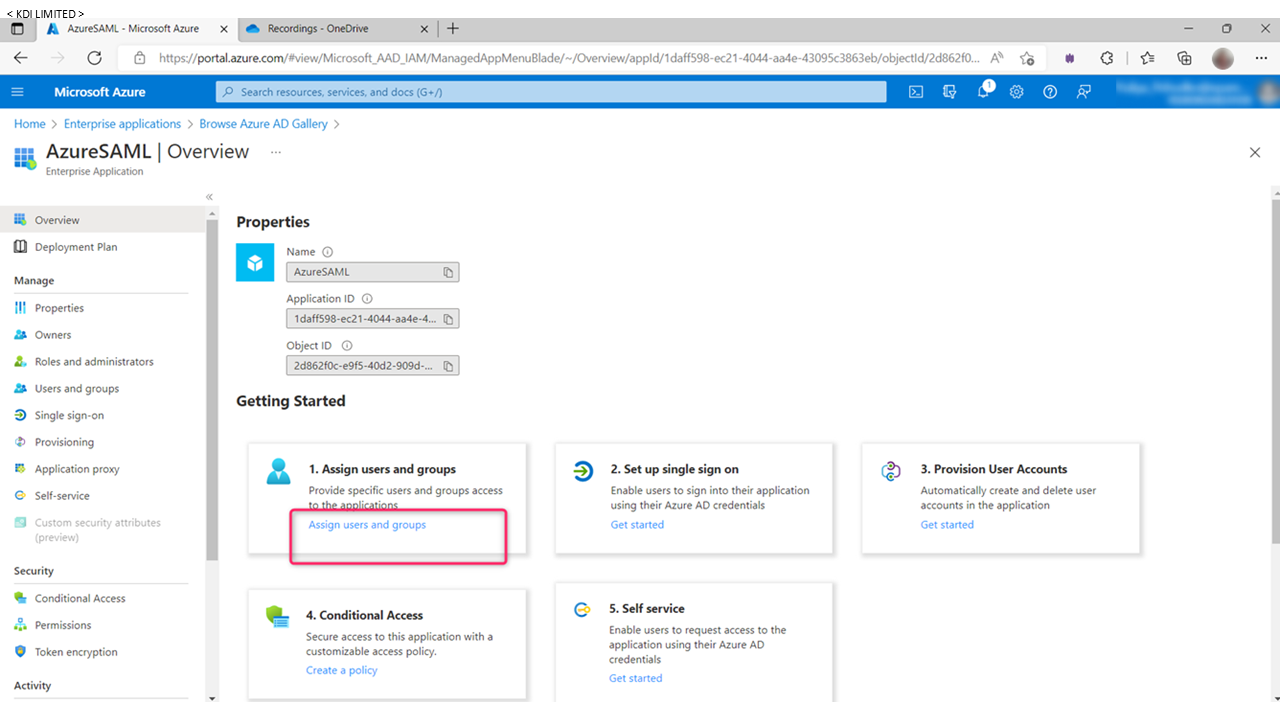 < KDI LIMITED >
AzureSAML - Microsoft Azure
Recordings - OneDrive
https://portal.azure.com/#view/Microsoft_AAD_IAM/ManagedAppMenuBlade/~/Overview/appId/1daff598-ec21-4044-aa4e-43095c3863eb/objectId/2d862f0...
Microsoft Azure
Search resources, services, and docs (G+/)
1
Home > Enterprise applications > Browse Azure AD Gallery >
AzureSAML | Overview ...
Enterprise Application
«
Overview
Deployment Plan
Manage
Properties
Owners
Roles and administrators
Users and groups
Single sign-on
Provisioning
Application proxy
Self-service
Custom security attributes
(preview)
Security
Conditional Access
Permissions
Token encryption
Activity
Properties
Name
AzureSAML
Application ID
1daff598-ec21-4044-aa4e-4...
Object ID
2d862f0c-e9f5-40d2-909d-...
Getting Started
1. Assign users and groups
Provide specific users and groups access
to the applications
Assign users and groups
2. Set up single sign on
Enable users to sign into their application
using their Azure AD credentials
Get started
3. Provision User Accounts
Automatically create and delete user
accounts in the application
Get started
4. Conditional Access
Secure access to this application with a
customizable access policy.
Create a policy
5. Self service
Enable users to request access to the
application using their Azure AD
credentials
Get started